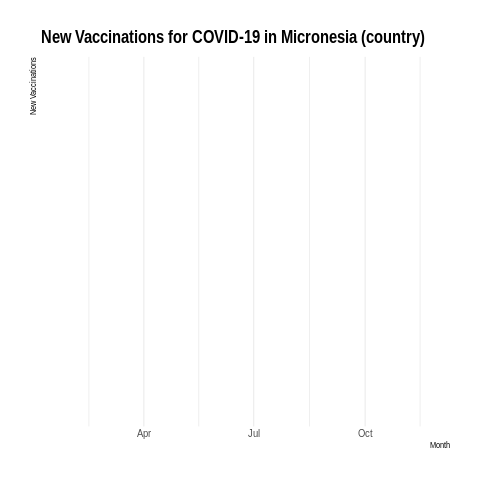 New Vaccinations for COVID-19 in Micronesia (country)
New Vaccinations
Apr Jul Oct
Month